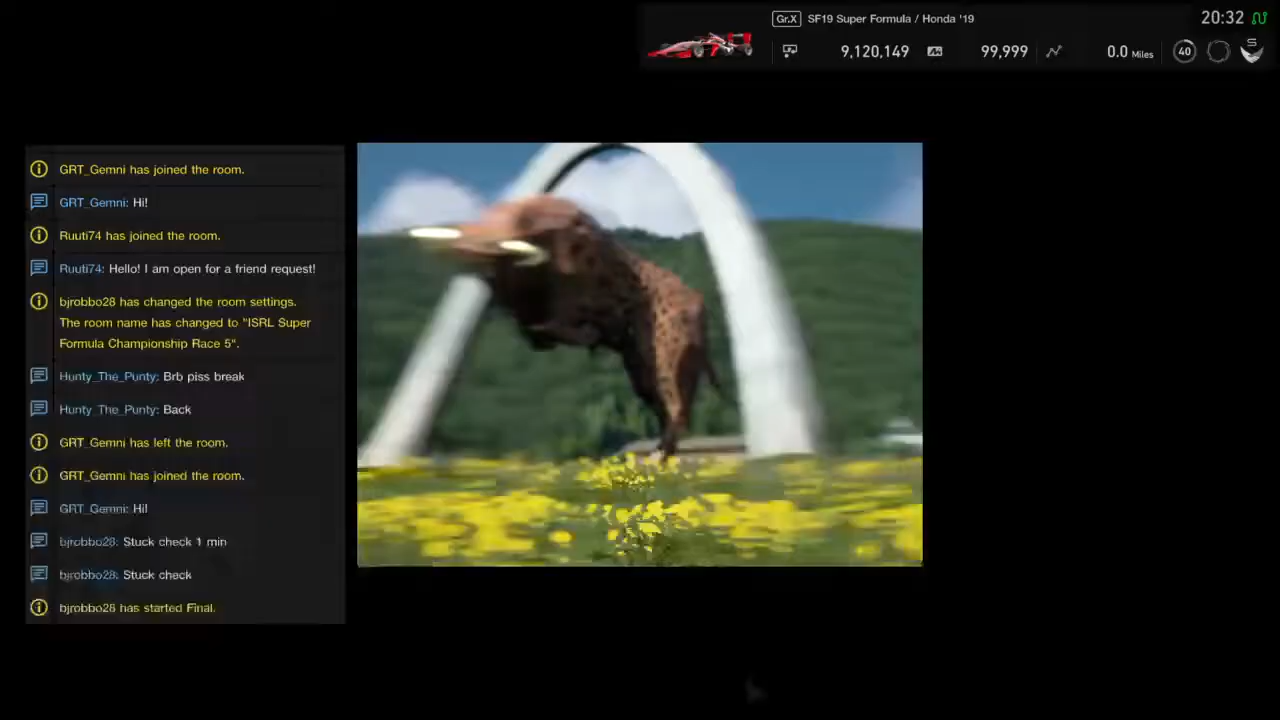 Gr.X SF19 Super Formula / Honda '19
20:32
9,120,149 99,999 0.0 Miles 40 S
GRT_Gemni has joined the room.
GRT_Gemni: Hi!
Ruuti74 has joined the room.
Ruuti74: Hello! I am open for a friend request!
bjrobbo28 has changed the room settings.
The room name has changed to "ISRL Super
Formula Championship Race 5".
Hunty_The_Punty: Brb piss break
Hunty_The_Punty: Back
GRT_Gemni has left the room.
GRT_Gemni has joined the room.
GRT_Gemni: Hi!
bjrobbo28: Stuck check 1 min
bjrobbo28: Stuck check
bjrobbo28 has started Final.